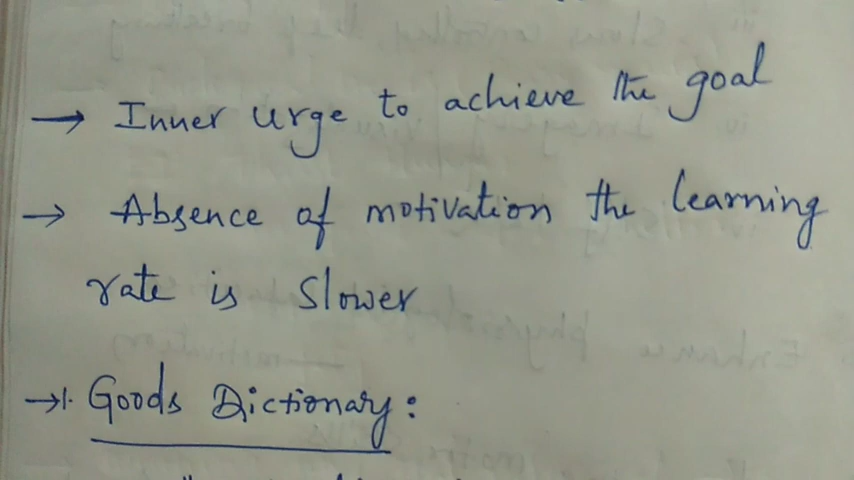 → Inner urge to achieve the goal
→ Absence of motivation the learning
rate is slower
→1. Goods Dictionary: